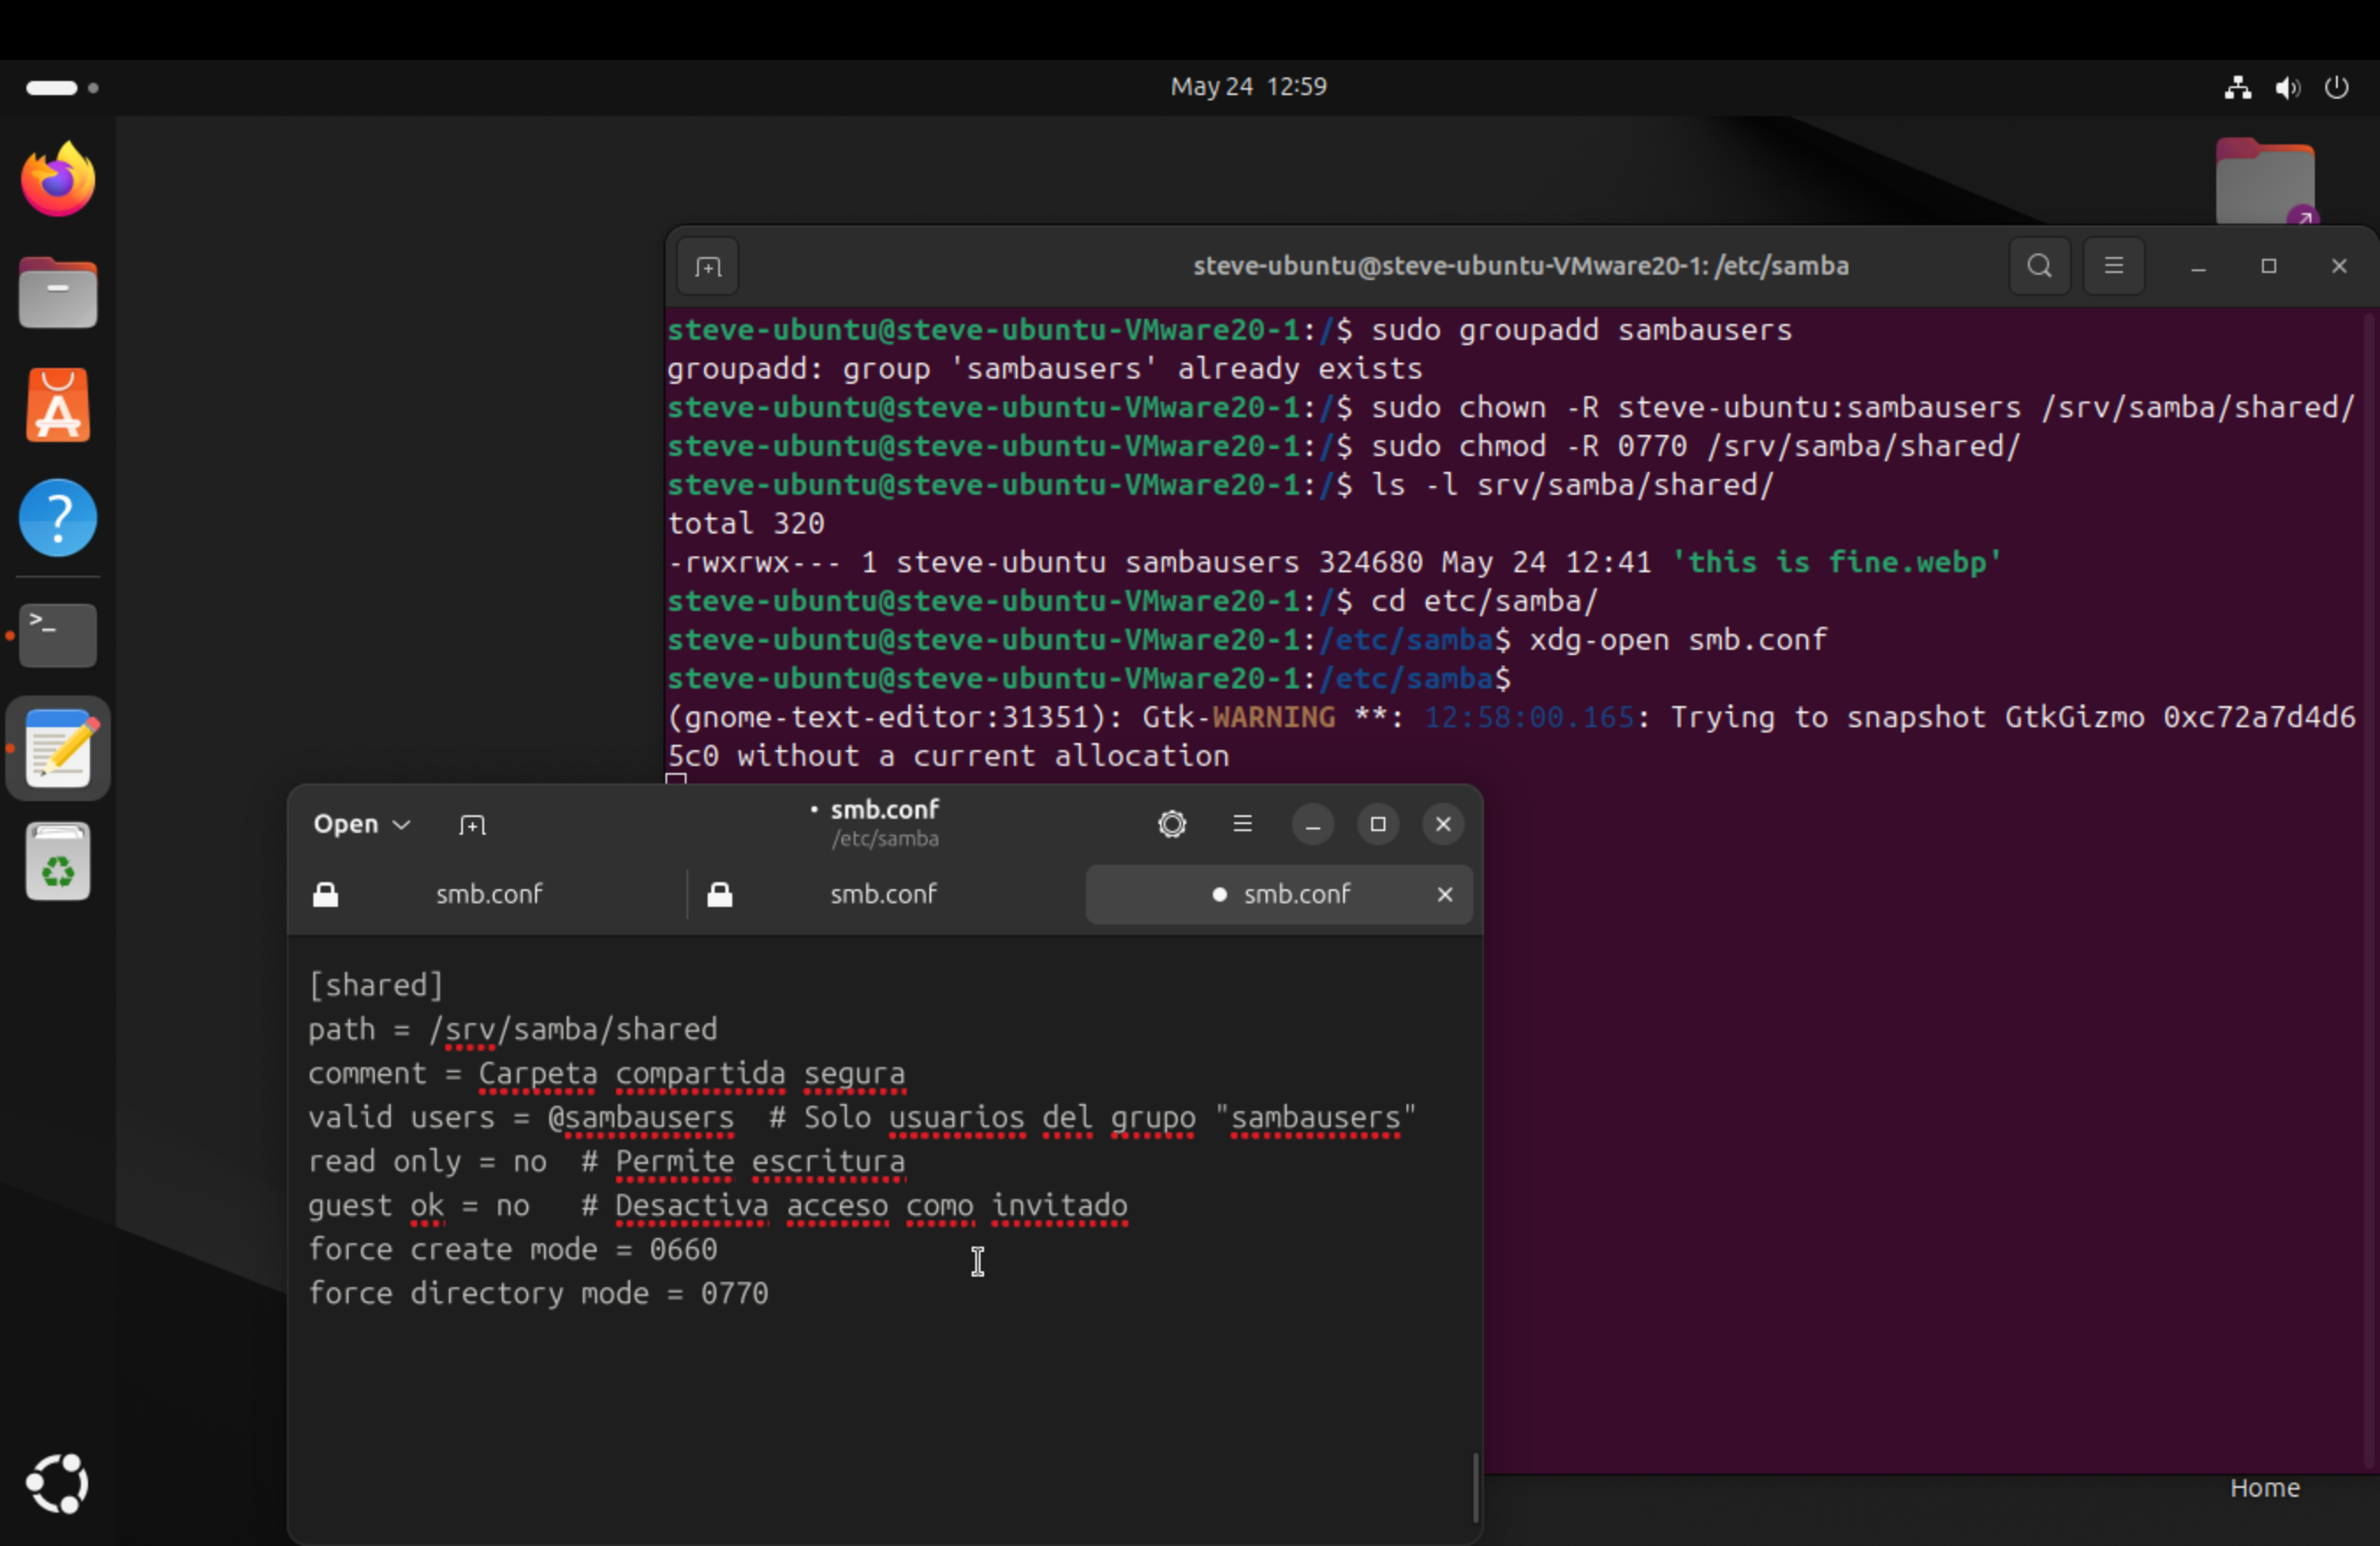 May 24 12:59
steve-ubuntu@steve-ubuntu-VMware20-1: /etc/samba
steve-ubuntu@steve-ubuntu-VMware20-1:/$ sudo groupadd sambausers
groupadd: group 'sambausers' already exists
steve-ubuntu@steve-ubuntu-VMware20-1:/$ sudo chown -R steve-ubuntu:sambausers /srv/samba/shared/
steve-ubuntu@steve-ubuntu-VMware20-1:/$ sudo chmod -R 0770 /srv/samba/shared/
steve-ubuntu@steve-ubuntu-VMware20-1:/$ ls -l srv/samba/shared/
total 320
-rwxrwx--- 1 steve-ubuntu sambausers 324680 May 24 12:41 'this is fine.webp'
steve-ubuntu@steve-ubuntu-VMware20-1:/$ cd etc/samba/
steve-ubuntu@steve-ubuntu-VMware20-1:/etc/samba$ xdg-open smb.conf
steve-ubuntu@steve-ubuntu-VMware20-1:/etc/samba$
(gnome-text-editor:31351): Gtk-WARNING **: 12:58:00.165: Trying to snapshot GtkGizmo 0xc72a7d4d6
5c0 without a current allocation
Open
• smb.conf
/etc/samba
smb.conf
smb.conf
● smb.conf
[shared]
path = /srv/samba/shared
comment = Carpeta compartida segura
valid users = @sambausers  # Solo usuarios del grupo "sambausers"
read only = no  # Permite escritura
guest ok = no   # Desactiva acceso como invitado
force create mode = 0660
force directory mode = 0770
Home